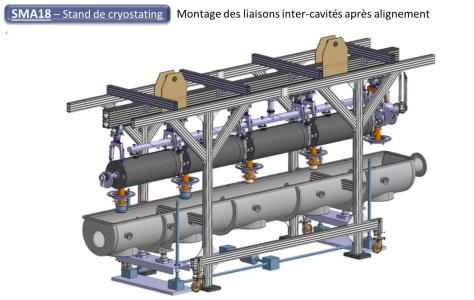 SMA18 – Stand de cryostating
Montage des liaisons inter-cavités après alignement